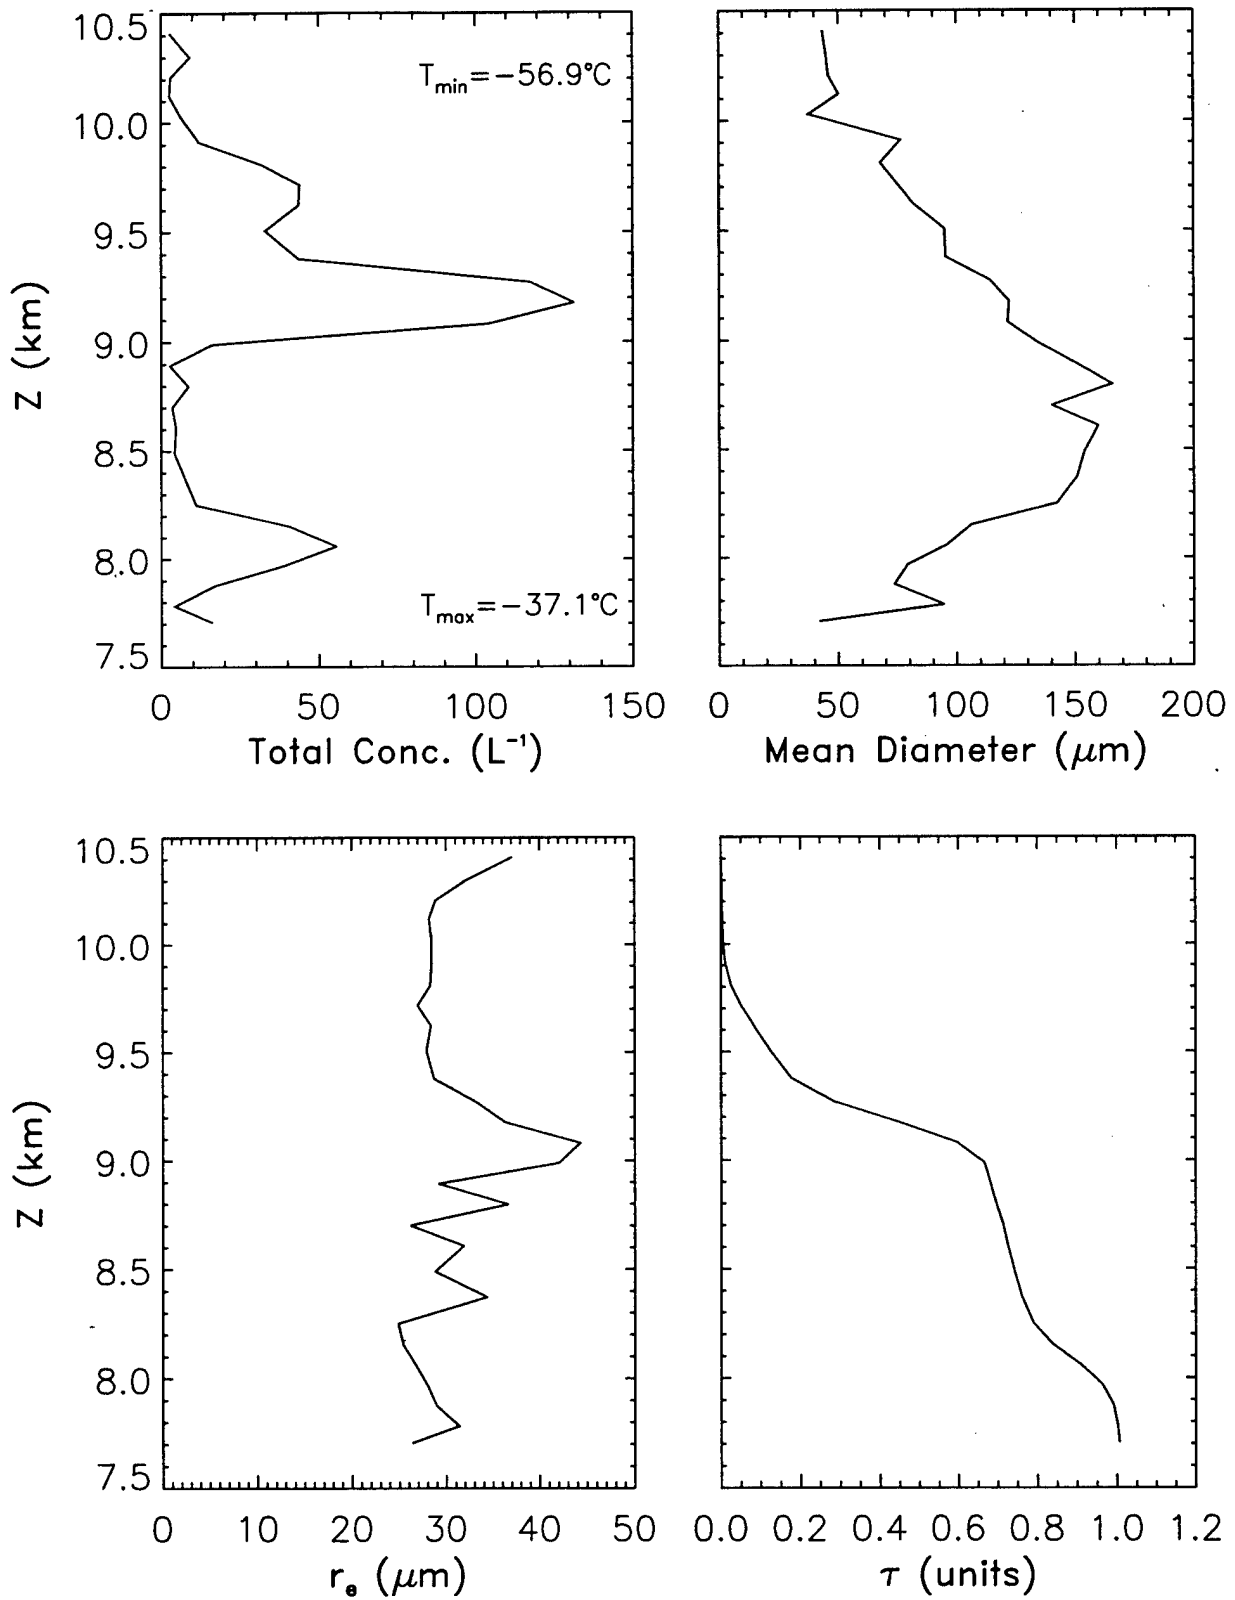 10.5
10.0
9.5
9.0
8.5
8.0
7.5
Z (km)
T_min=-56.9°C
T_max=-37.1°C
0 50 100 150
Total Conc. (L⁻¹)
0 50 100 150 200
Mean Diameter (μm)
10.5
10.0
9.5
9.0
8.5
8.0
7.5
Z (km)
0 10 20 30 40 50
r_e (μm)
0.0 0.2 0.4 0.6 0.8 1.0 1.2
τ (units)